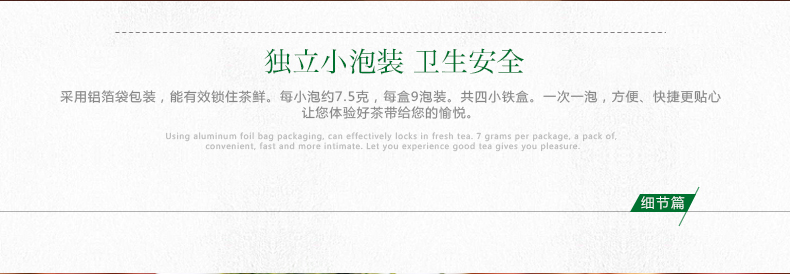 独立小泡装 卫生安全
采用铝箔袋包装，能有效锁住茶鲜。每小泡约7.5克，每盒9泡装。共四小铁盒。一次一泡，方便、快捷更贴心
让您体验好茶带给您的愉悦。
Using aluminum foil bag packaging, can effectively locks in fresh tea. 7 grams per package, a pack of,
convenient, fast and more intimate. Let you experience good tea gives you pleasure.
细节篇